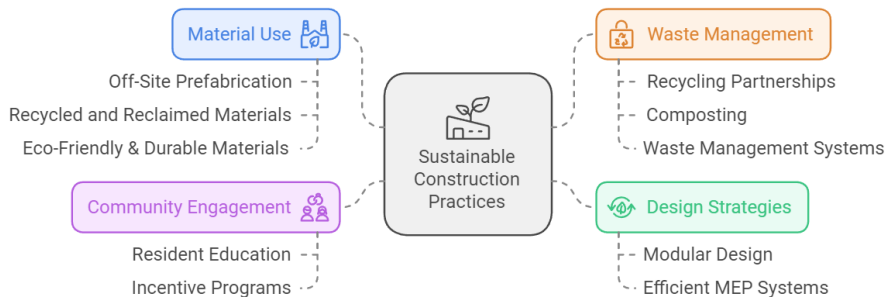 Material Use
Off-Site Prefabrication
Recycled and Reclaimed Materials
Eco-Friendly & Durable Materials
Community Engagement
Resident Education
Incentive Programs
Sustainable
Construction
Practices
Waste Management
Recycling Partnerships
Composting
Waste Management Systems
Design Strategies
Modular Design
Efficient MEP Systems